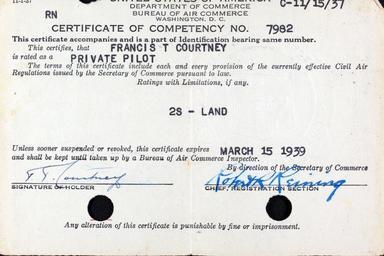 11-1-37
C-11/15/37
DEPARTMENT OF COMMERCE
RN
BUREAU OF AIR COMMERCE
WASHINGTON, D. C.
CERTIFICATE OF COMPETENCY NO. 7982
This certificate accompanies and is a part of Identification bearing same number.
This certifies, that FRANCIS T COURTNEY
is rated as a PRIVATE PILOT
The terms of this certificate include each and every provision of the currently effective Civil Air
Regulations issued by the Secretary of Commerce pursuant to law.
Ratings with Limitations, if any.
2S - LAND
Unless sooner suspended or revoked, this certificate expires MARCH 15 1939
and shall be kept until taken up by a Bureau of Air Commerce Inspector.
By direction of the Secretary of Commerce
F. T. Courtney Robt R Reining
SIGNATURE OF HOLDER CHIEF, REGISTRATION SECTION
Any alteration of this certificate is punishable by fine or imprisonment.